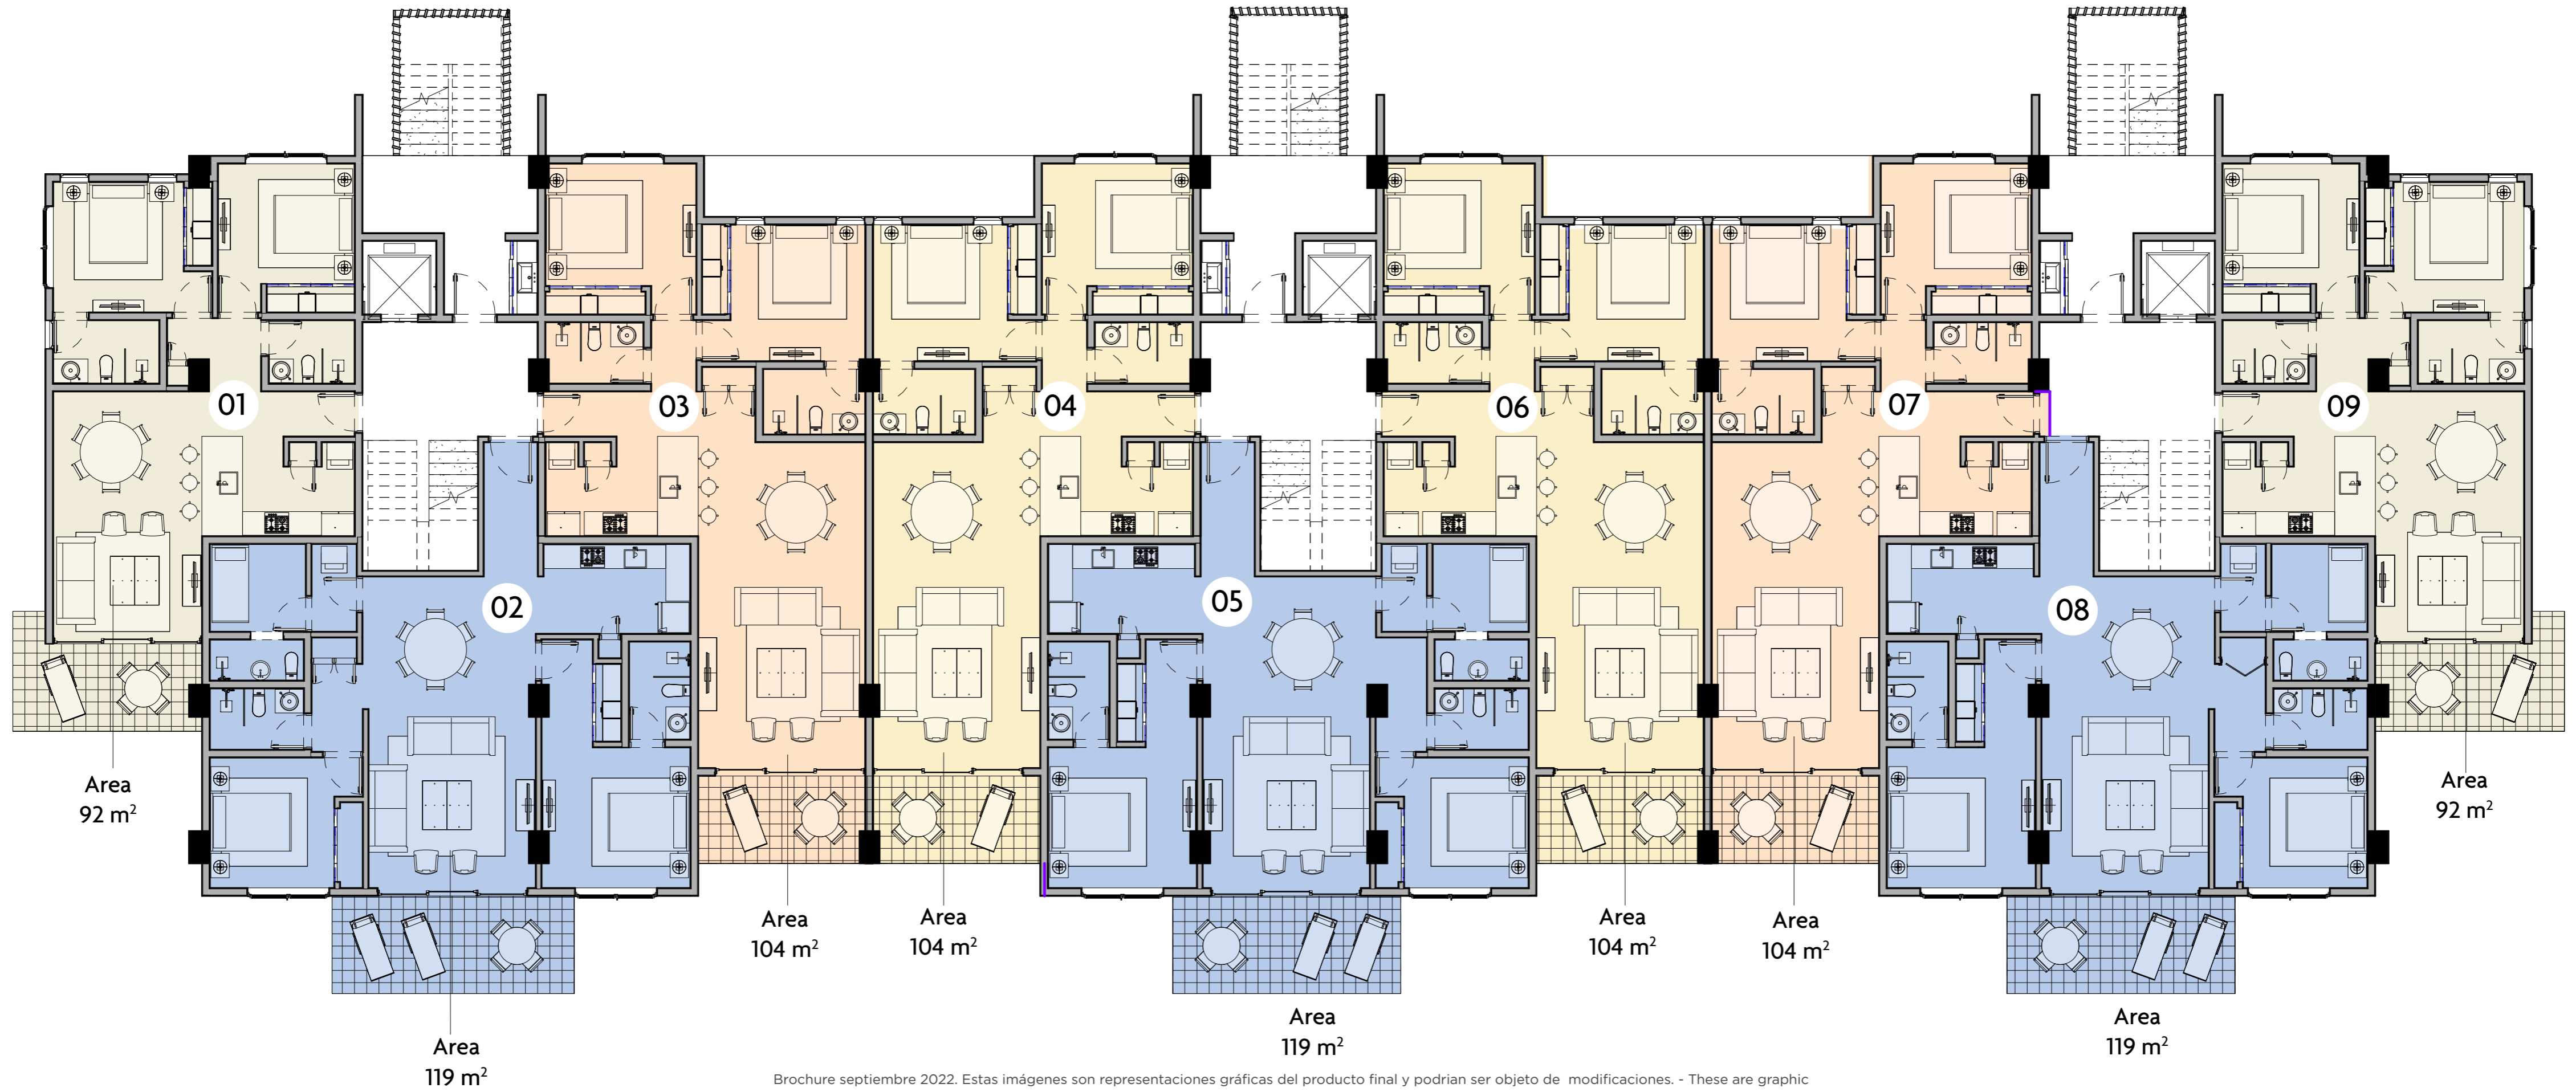 01
02
03
04
05
06
07
08
09
Area
92 m²
Area
119 m²
Area
104 m²
Area
104 m²
Area
119 m²
Area
104 m²
Area
104 m²
Area
119 m²
Area
92 m²
Brochure septiembre 2022. Estas imágenes son representaciones gráficas del producto final y podrian ser objeto de modificaciones. - These are graphic